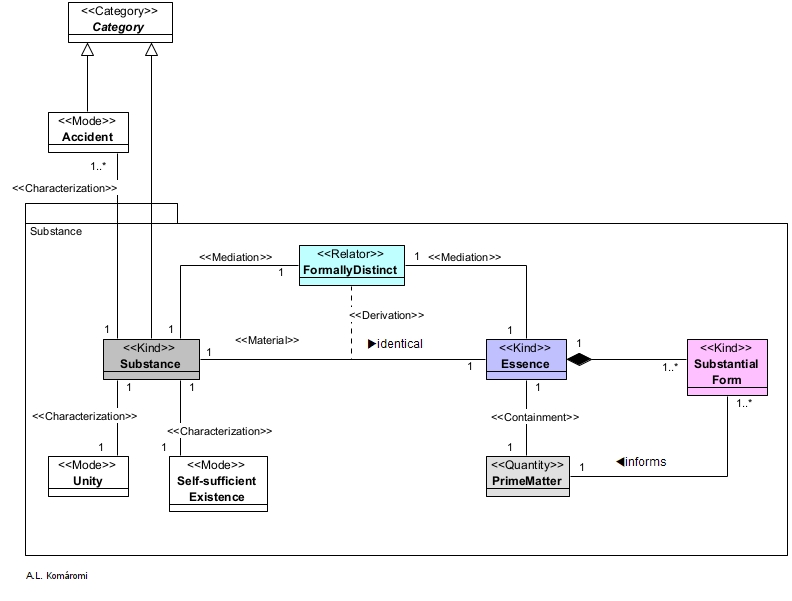 <<Category>>
Category
<<Mode>>
Accident
1..*
<<Characterization>>
Substance
<<Mediation>>
1
<<Relator>>
FormallyDistinct
1
<<Mediation>>
<<Derivation>>
1
1
1
<<Kind>>
Substance
1
<<Material>>
identical
1
<<Kind>>
Essence
1
1..*
<<Kind>>
Substantial
Form
1
1
1
1..*
<<Characterization>>
<<Characterization>>
<<Containment>>
1
1
1
<<Mode>>
Unity
<<Mode>>
Self-sufficient
Existence
<<Quantity>>
PrimeMatter
1
informs
A.L. Komáromi